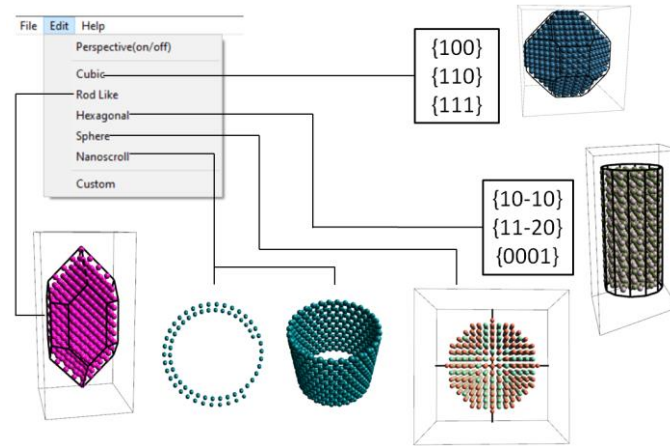 File Edit Help
Perspective(on/off)
Cubic
Rod Like
Hexagonal
Sphere
Nanoscroll
Custom
{100}
{110}
{111}
{10-10}
{11-20}
{0001}